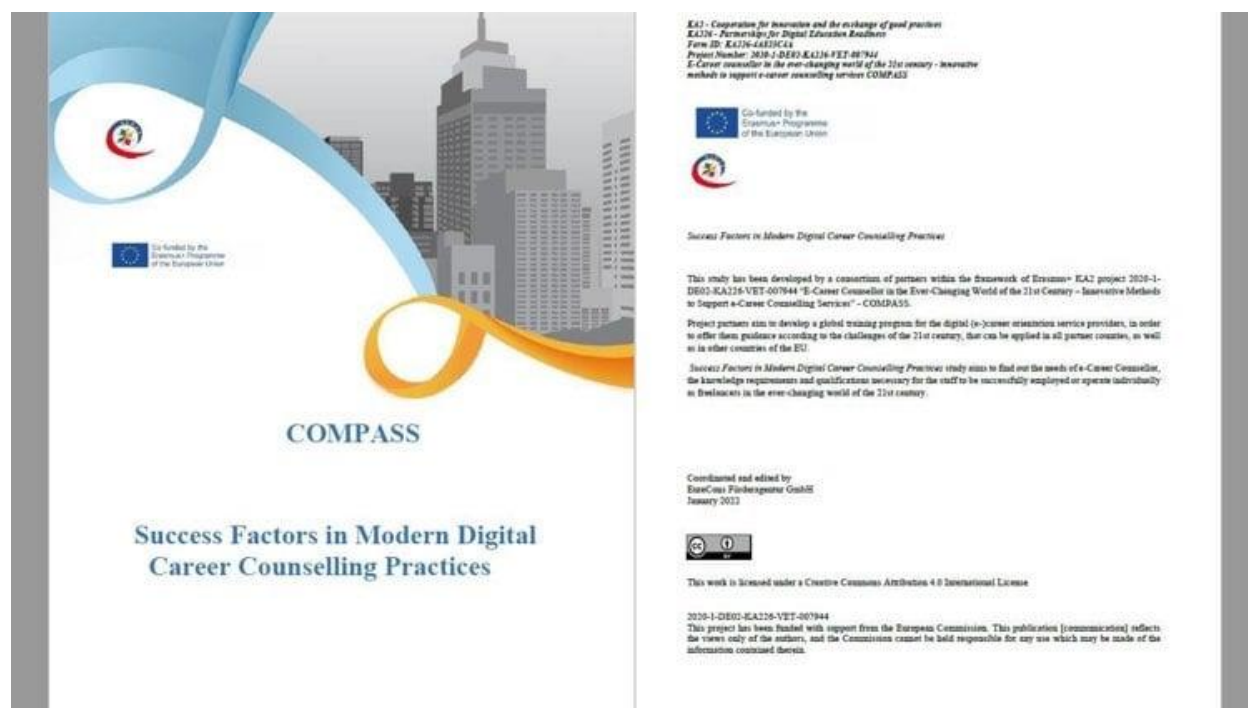 Co-funded by the
Erasmus+ Programme
of the European Union
COMPASS
Success Factors in Modern Digital
Career Counselling Practices
KA2 - Cooperation for innovation and the exchange of good practices
KA226 - Partnerships for Digital Education Readiness
Form ID:
Project Number: 2020-1-DE02-KA226-VET-007944
E-Career counsellor in the ever-changing world of the 21st century - innovative
methods to support e-career counselling services COMPASS
Co-funded by the
Erasmus+ Programme
of the European Union
Success Factors in Modern Digital Career Counselling Practices
This study has been developed by a consortium of partners within the framework of Erasmus+ KA2 project 2020-1-
DE02-KA226-VET-007944 “E-Career Counsellor in the Ever-Changing World of the 21st Century – Innovative Methods
to Support e-Career Counselling Services” – COMPASS.
Project partners aim to develop a global training program for the digital (e-)career orientation service providers, in order
to offer them guidance according to the challenges of the 21st century, that can be applied in all partner counties, as well
as in other countries of the EU.
Success Factors in Modern Digital Career Counselling Practices study aims to find out the needs of e-Career Counsellor,
the knowledge requirements and qualifications necessary for the staff to be successfully employed or operate individually
as freelancers in the ever-changing world of the 21st century.
Coordinated and edited by
EuroCons Förderagentur GmbH
January 2022
cc
BY
This work is licensed under a Creative Commons Attribution 4.0 International License
2020-1-DE02-KA226-VET-007944
This project has been funded with support from the European Commission. This publication [communication] reflects
the views only of the authors, and the Commission cannot be held responsible for any use which may be made of the
information contained therein.